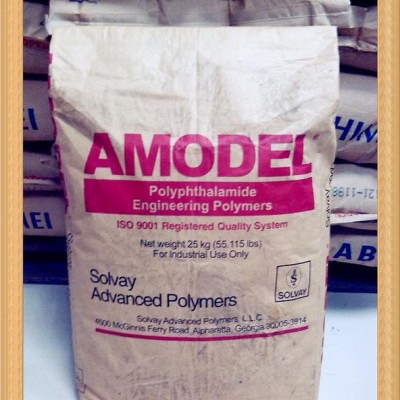 AMODEL
Polyphthalamide
Engineering Polymers
ISO 9001 Registered Quality System
Net weight 25 kg (55.115 lbs)
For Industrial Use Only
Solvay
Advanced Polymers
SOLVAY
Solvay Advanced Polymers, L.L.C.
4500 McGinnis Ferry Road, Alpharetta, Georgia 30005-3914